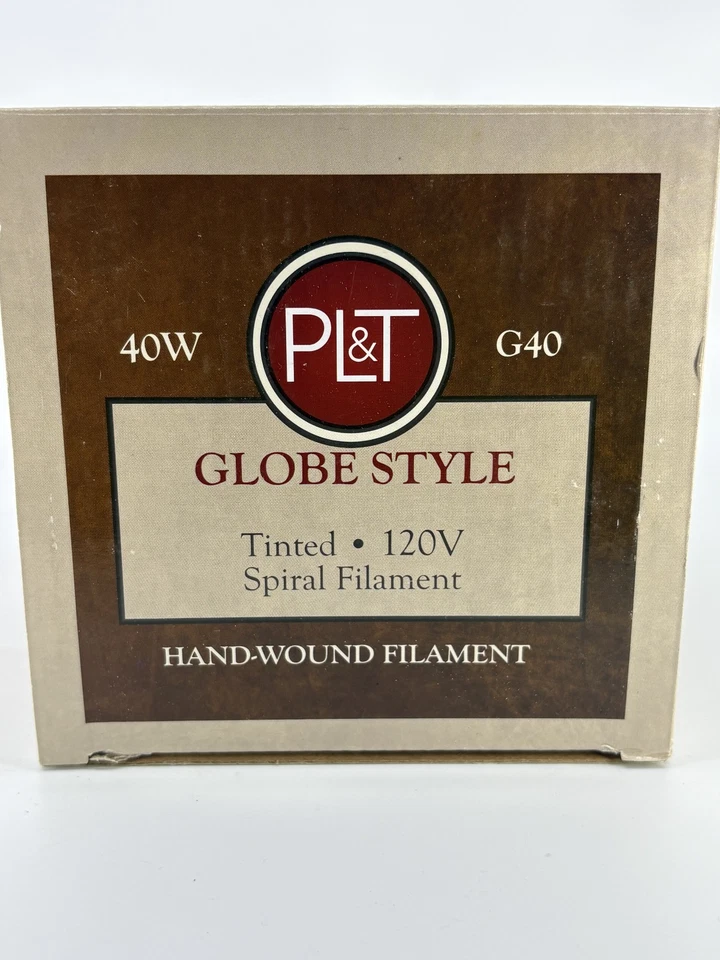 40W
PL&T
G40
GLOBE STYLE
Tinted • 120V
Spiral Filament
HAND-WOUND FILAMENT